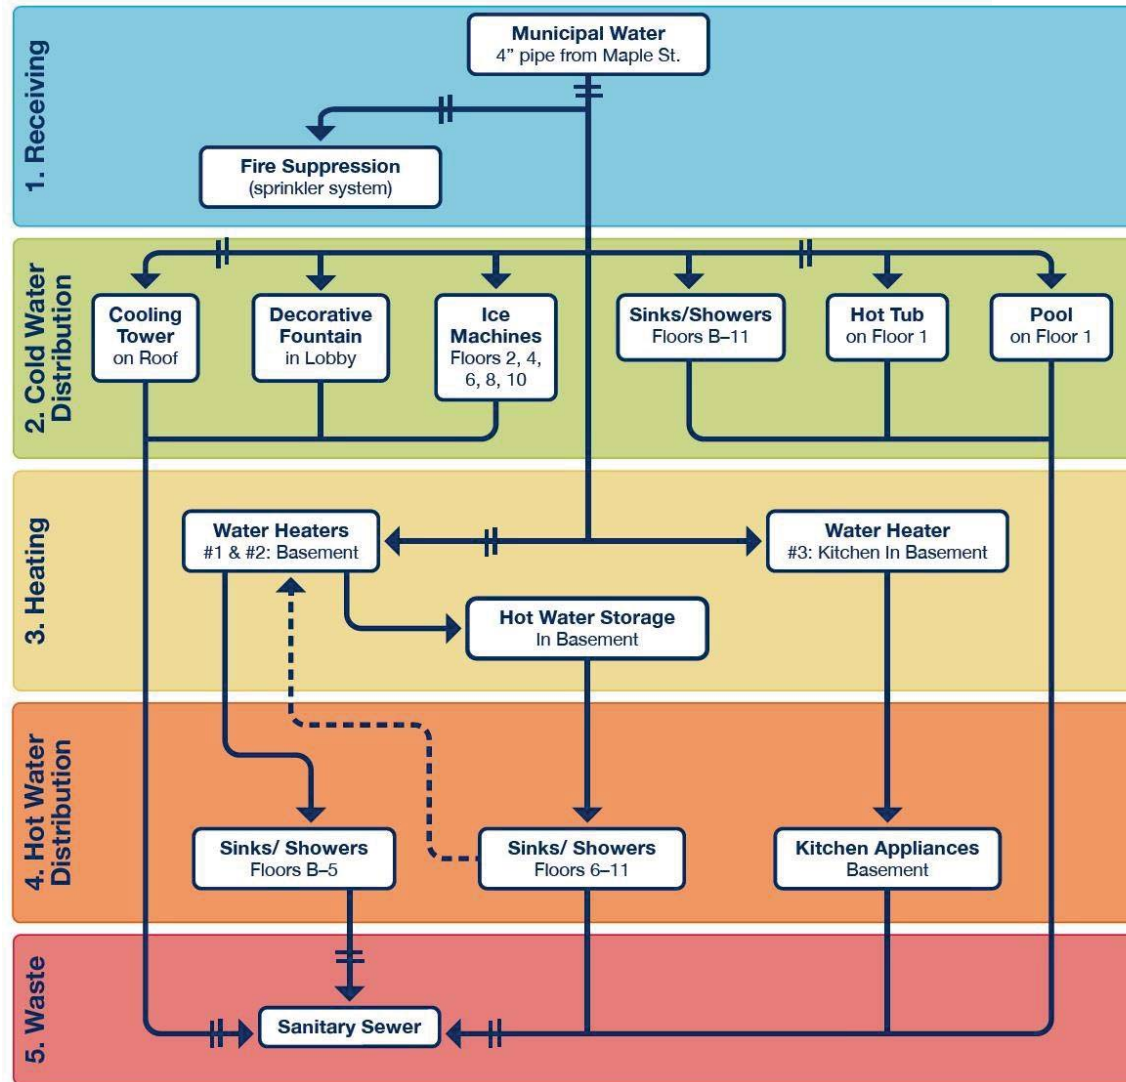 1. Receiving
Municipal Water
4” pipe from Maple St.
Fire Suppression
(sprinkler system)
2. Cold Water
Distribution
Cooling
Tower
on Roof
Decorative
Fountain
in Lobby
Ice
Machines
Floors 2, 4,
6, 8, 10
Sinks/Showers
Floors B–11
Hot Tub
on Floor 1
Pool
on Floor 1
3. Heating
Water Heaters
#1 & #2: Basement
Water Heater
#3: Kitchen In Basement
Hot Water Storage
In Basement
4. Hot Water
Distribution
Sinks/ Showers
Floors B–5
Sinks/ Showers
Floors 6–11
Kitchen Appliances
Basement
5. Waste
Sanitary Sewer